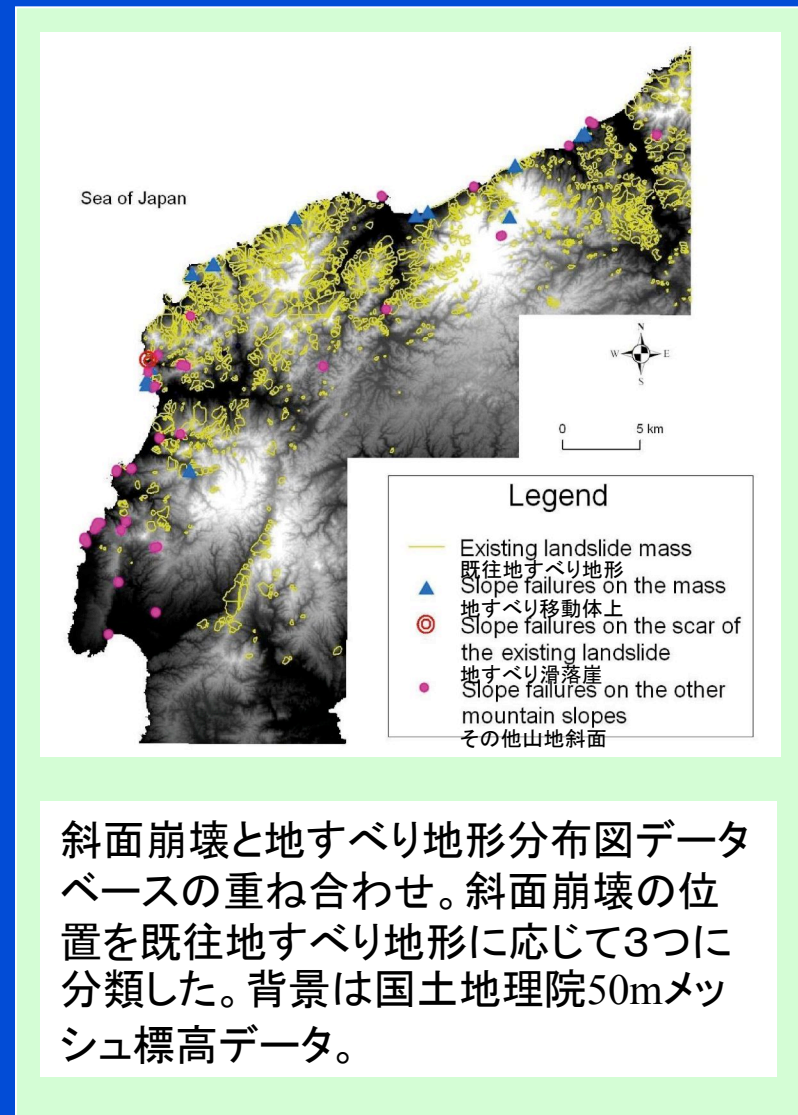 Sea of Japan
N
W
E
S
0 5 km
Legend
Existing landslide mass
既往地すべり地形
Slope failures on the mass
地すべり移動体上
Slope failures on the scar of
the existing landslide
地すべり滑落崖
Slope failures on the other
mountain slopes
その他山地斜面
斜面崩壊と地すべり地形分布図データ
ベースの重ね合わせ。斜面崩壊の位
置を既往地すべり地形に応じて3つに
分類した。背景は国土地理院50mメッ
シュ標高データ。